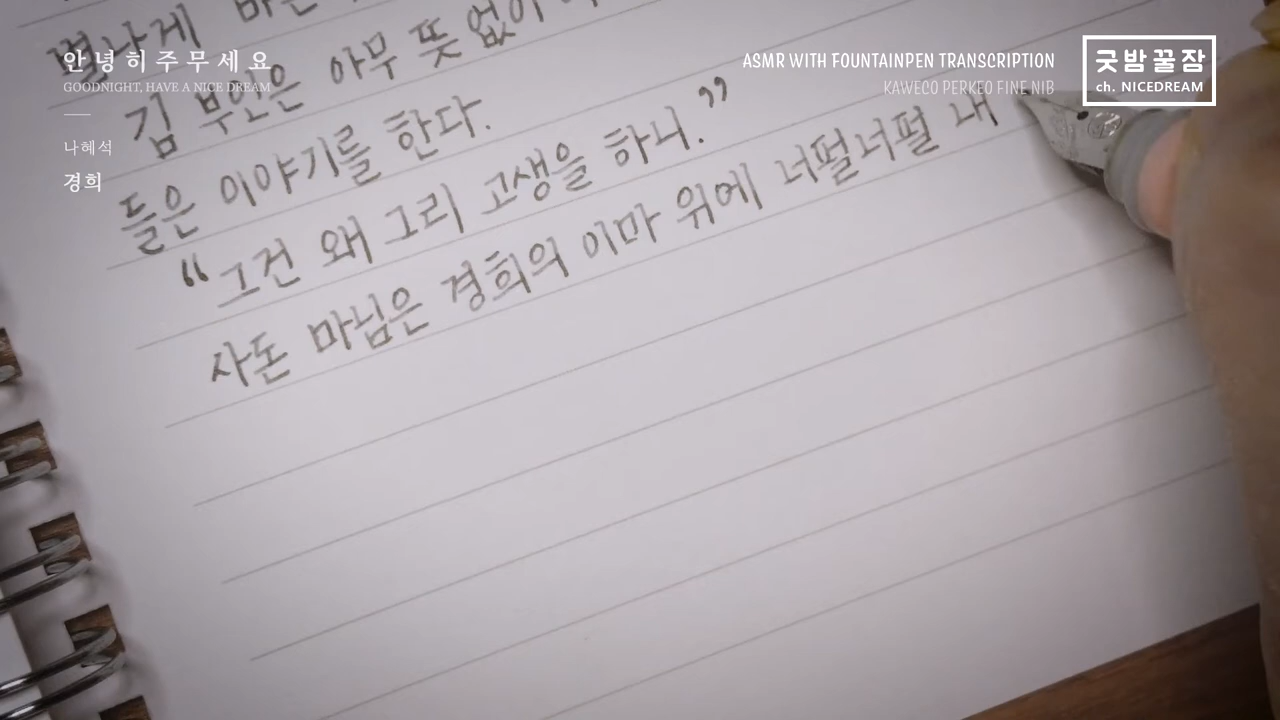 안녕히주무세요
GOODNIGHT, HAVE A NICE DREAM
나혜석
경희
ASMR WITH FOUNTAINPEN TRANSCRIPTION
KAWECO PERKEO FINE NIB
굿밤꿀잠
ch. NICEDREAM
별나게
김 부인은 아무 뜻 없이
들은 이야기를 한다.
“그건 왜 그리 고생을 하니.”
사돈 마님은 경희의 이마 위에 너펄너펄 내